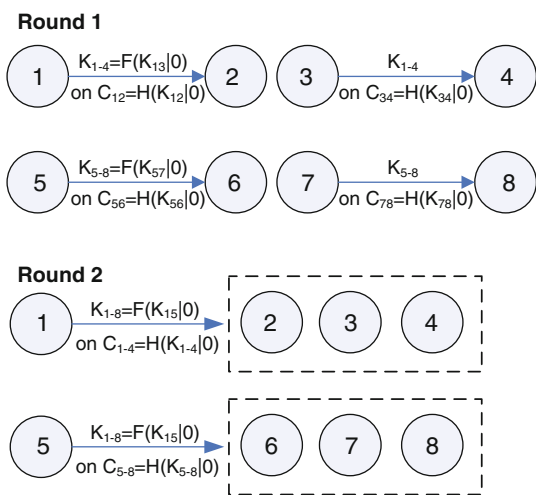 Round 1
1 K₁₋₄=F(K₁₃|0) 2 3 K₁₋₄ 4
on C₁₂=H(K₁₂|0) on C₃₄=H(K₃₄|0)
5 K₅₋₈=F(K₅₇|0) 6 7 K₅₋₈ 8
on C₅₆=H(K₅₆|0) on C₇₈=H(K₇₈|0)
Round 2
1 K₁₋₈=F(K₁₅|0) 2 3 4
on C₁₋₄=H(K₁₋₄|0)
5 K₁₋₈=F(K₁₅|0) 6 7 8
on C₅₋₈=H(K₅₋₈|0)